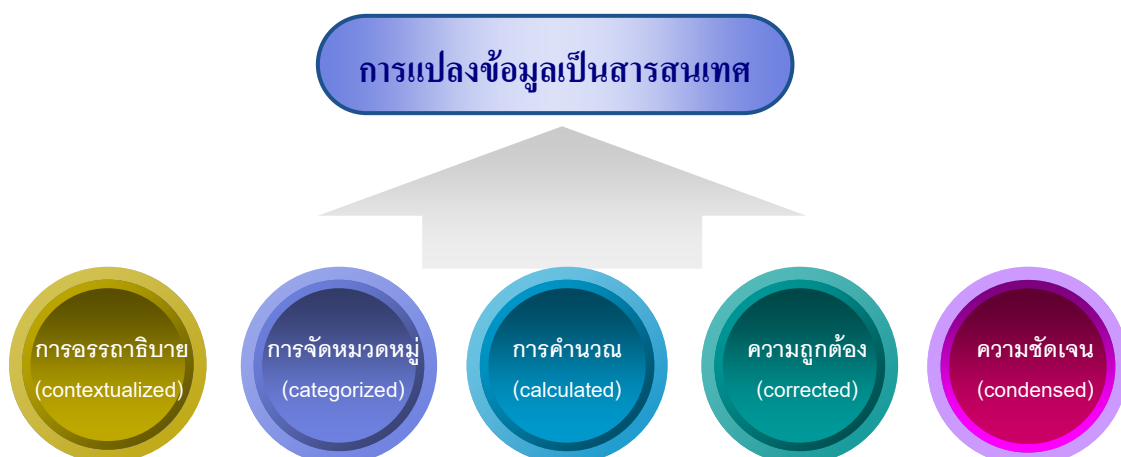 การแปลงข้อมูลเป็นสารสนเทศ
การอรรถาธิบาย
(contextualized)
การจัดหมวดหมู่
(categorized)
การคำนวณ
(calculated)
ความถูกต้อง
(corrected)
ความชัดเจน
(condensed)